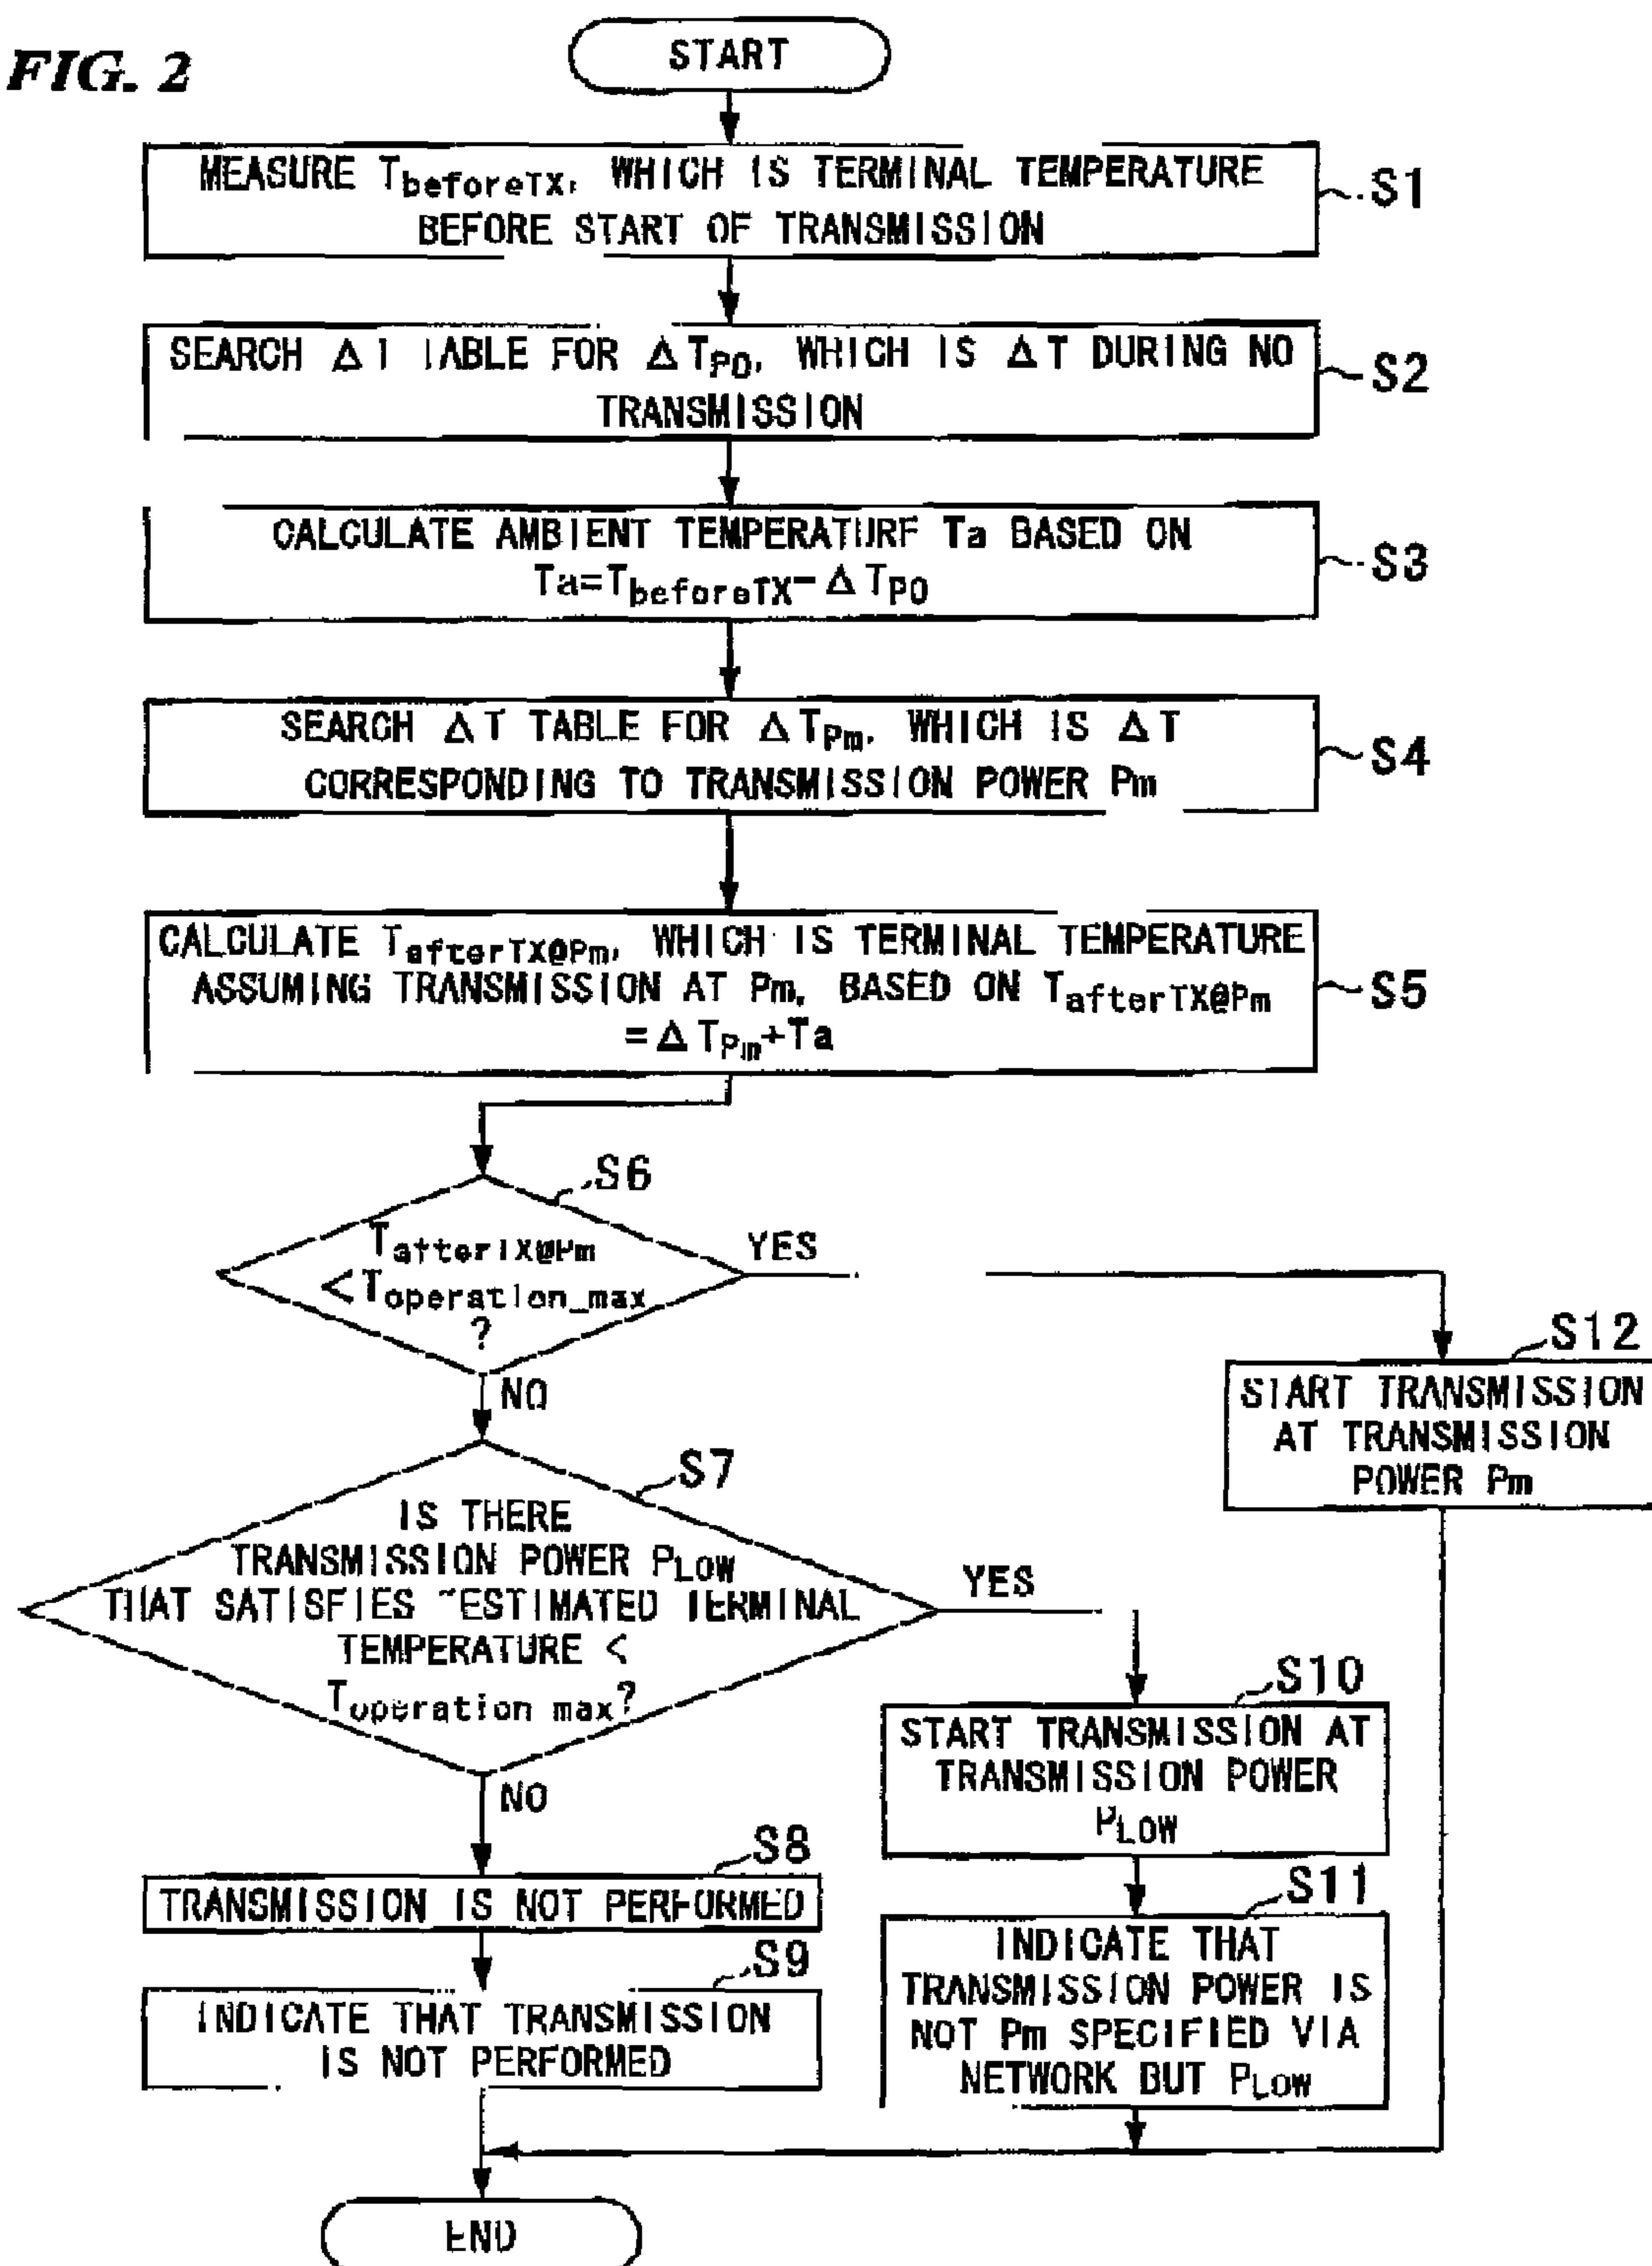 FIG. 2
START
MEASURE TbeforeTX, WHICH IS TERMINAL TEMPERATURE
BEFORE START OF TRANSMISSION
S1
SEARCH ΔT TABLE FOR ΔTP0, WHICH IS ΔT DURING NO
TRANSMISSION
S2
CALCULATE AMBIENT TEMPERATURE Ta BASED ON
Ta=TbeforeTX-ΔTP0
S3
SEARCH ΔT TABLE FOR ΔTPm, WHICH IS ΔT
CORRESPONDING TO TRANSMISSION POWER Pm
S4
CALCULATE TafterTX@Pm, WHICH IS TERMINAL TEMPERATURE
ASSUMING TRANSMISSION AT Pm, BASED ON TafterTX@Pm
=ΔTPm+Ta
S5
S6
TafterTX@Pm
<Toperation_max
?
YES
NO
S12
START TRANSMISSION
AT TRANSMISSION
POWER Pm
S7
IS THERE
TRANSMISSION POWER PLOW
THAT SATISFIES "ESTIMATED TERMINAL
TEMPERATURE <
Toperation max?
YES
NO
S10
START TRANSMISSION AT
TRANSMISSION POWER
PLOW
S8
TRANSMISSION IS NOT PERFORMED
S11
INDICATE THAT
TRANSMISSION POWER IS
NOT Pm SPECIFIED VIA
NETWORK BUT PLOW
S9
INDICATE THAT TRANSMISSION
IS NOT PERFORMED
END